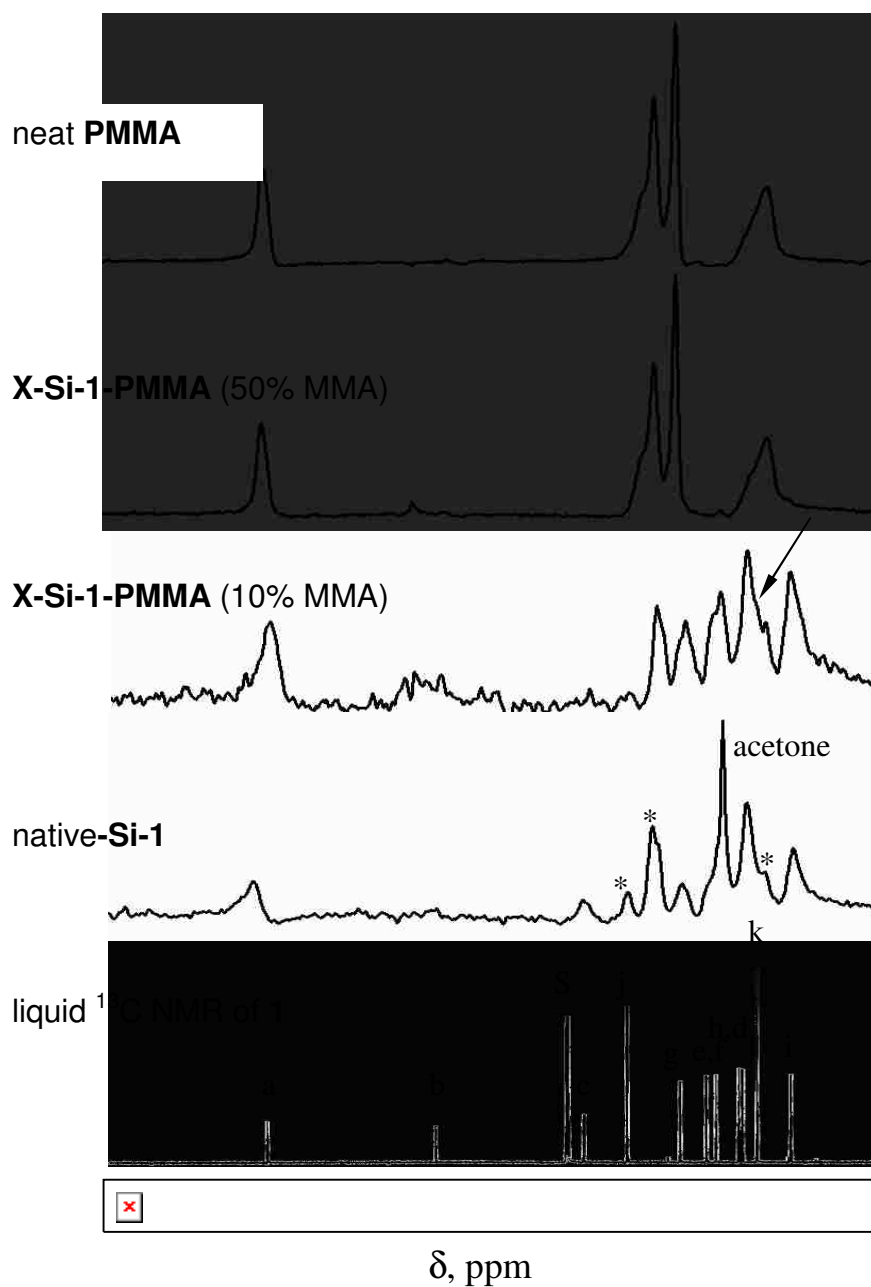 neat PMMA
X-Si-1-PMMA (50% MMA)
X-Si-1-PMMA (10% MMA)
acetone
native-Si-1
*
*
*
k
liquid ¹³C NMR of 1
S
j
h,d
g
e,f
i
a
b
c
δ, ppm